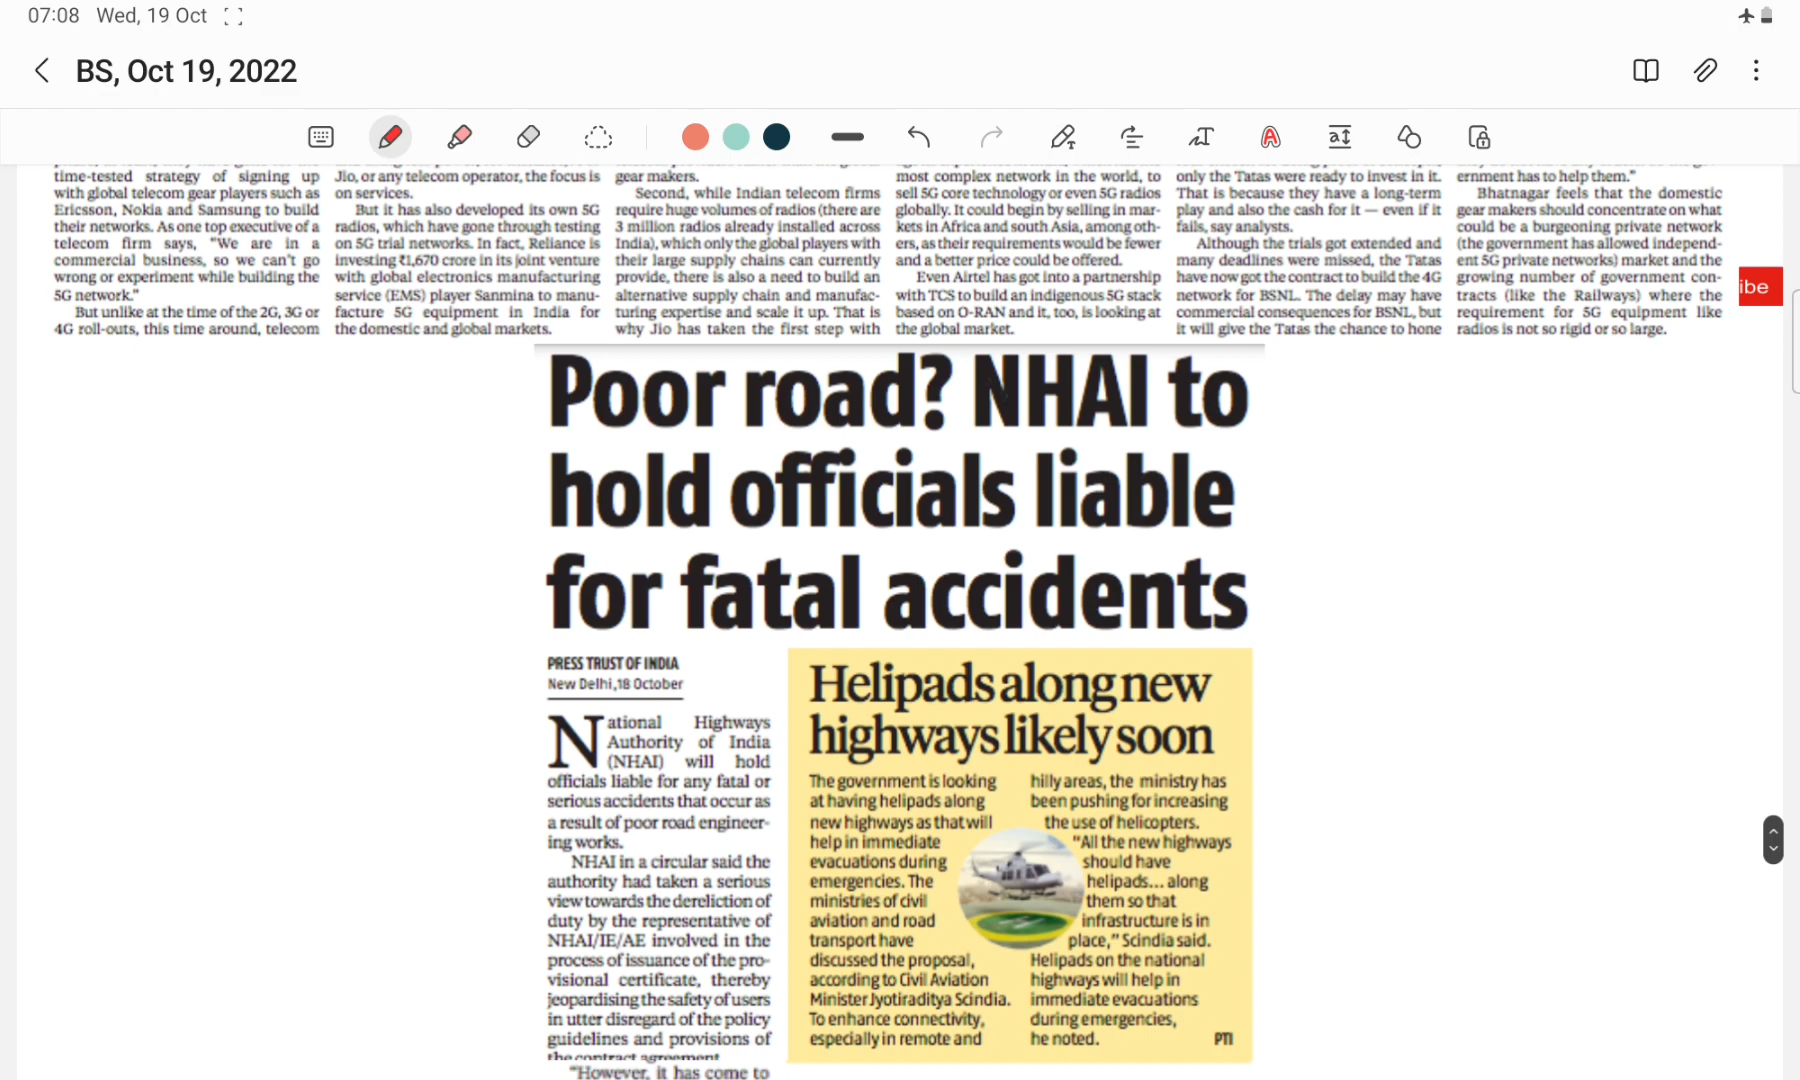 07:08 Wed, 19 Oct
BS, Oct 19, 2022
time-tested strategy of signing up
with global telecom gear players such as
Ericsson, Nokia and Samsung to build
their networks. As one top executive of a
telecom firm says, "We are in a
commercial business, so we can't go
wrong or experiment while building the
5G network."
But unlike at the time of the 2G, 3G or
4G roll-outs, this time around, telecom
Jio, or any telecom operator, the focus is
on services.
But it has also developed its own 5G
radios, which have gone through testing
on 5G trial networks. In fact, Reliance is
investing ₹1,670 crore in its joint venture
with global electronics manufacturing
service (EMS) player Sanmina to manu-
facture 5G equipment in India for
the domestic and global markets.
gear makers.
Second, while Indian telecom firms
require huge volumes of radios (there are
3 million radios already installed across
India), which only the global players with
their large supply chains can currently
provide, there is also a need to build an
alternative supply chain and manufac-
turing expertise and scale it up. That is
why Jio has taken the first step with
most complex network in the world, to
sell 5G core technology or even 5G radios
globally. It could begin by selling in mar-
kets in Africa and south Asia, among oth-
ers, as their requirements would be fewer
and a better price could be offered.
Even Airtel has got into a partnership
with TCS to build an indigenous 5G stack
based on O-RAN and it, too, is looking at
the global market.
only the Tatas were ready to invest in it.
That is because they have a long-term
play and also the cash for it — even if it
fails, say analysts.
Although the trials got extended and
many deadlines were missed, the Tatas
have now got the contract to build the 4G
network for BSNL. The delay may have
commercial consequences for BSNL, but
it will give the Tatas the chance to hone
ernment has to help them."
Bhatnagar feels that the domestic
gear makers should concentrate on what
could be a burgeoning private network
(the government has allowed independ-
ent 5G private networks) market and the
growing number of government con-
tracts (like the Railways) where the
requirement for 5G equipment like
radios is not so rigid or so large.
ibe
Poor road? NHAI to
hold officials liable
for fatal accidents
PRESS TRUST OF INDIA
New Delhi, 18 October
National Highways
Authority of India
(NHAI) will hold
officials liable for any fatal or
serious accidents that occur as
a result of poor road engineer-
ing works.
NHAI in a circular said the
authority had taken a serious
view towards the dereliction of
duty by the representative of
NHAI/IE/AE involved in the
process of issuance of the pro-
visional certificate, thereby
jeopardising the safety of users
in utter disregard of the policy
guidelines and provisions of
the contract agreement
"However, it has come to
Helipads along new
highways likely soon
The government is looking
at having helipads along
new highways as that will
help in immediate
evacuations during
emergencies. The
ministries of civil
aviation and road
transport have
discussed the proposal,
according to Civil Aviation
Minister Jyotiraditya Scindia.
To enhance connectivity,
especially in remote and
hilly areas, the ministry has
been pushing for increasing
the use of helicopters.
"All the new highways
should have
helipads... along
them so that
infrastructure is in
place," Scindia said.
Helipads on the national
highways will help in
immediate evacuations
during emergencies,
he noted.
PTI